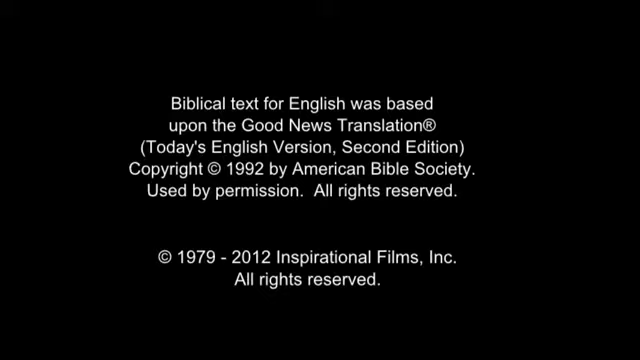 Biblical text for English was based
upon the Good News Translation®
(Today's English Version, Second Edition)
Copyright © 1992 by American Bible Society.
Used by permission.  All rights reserved.
© 1979 - 2012 Inspirational Films, Inc.
All rights reserved.